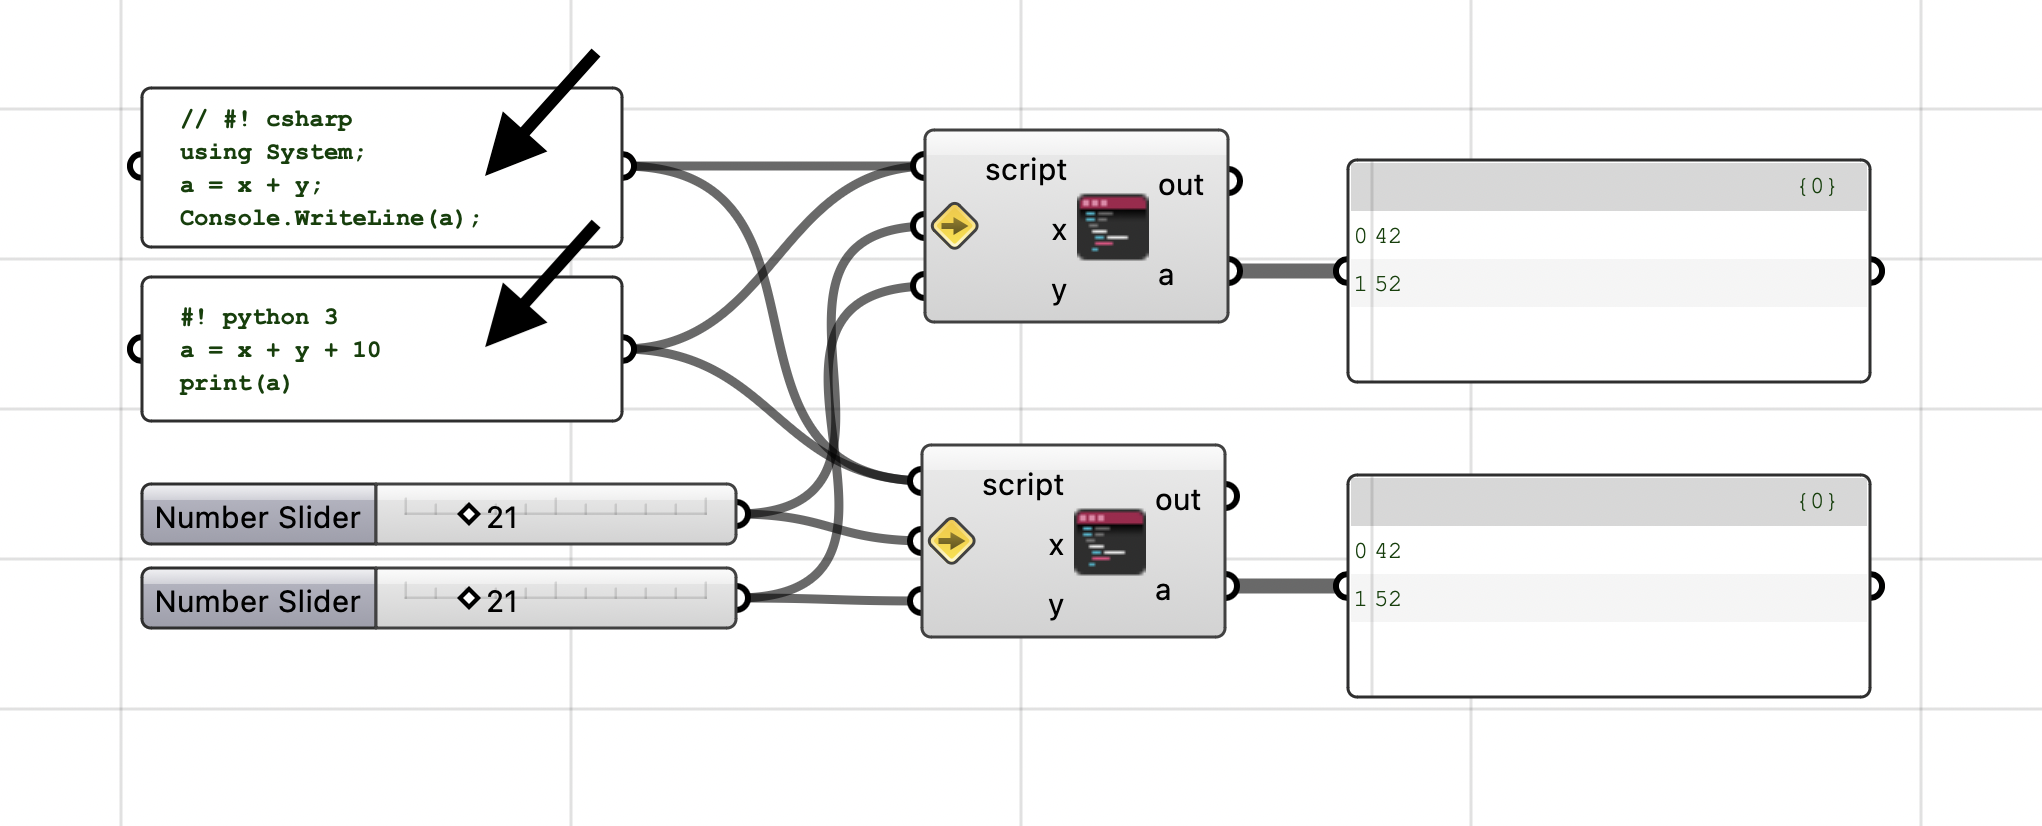 // #! csharp
using System;
a = x + y;
Console.WriteLine(a);
#! python 3
a = x + y + 10
print(a)
Number Slider
21
Number Slider
21
script
x
y
out
a
{0}
0 42
1 52
script
x
y
out
a
{0}
0 42
1 52